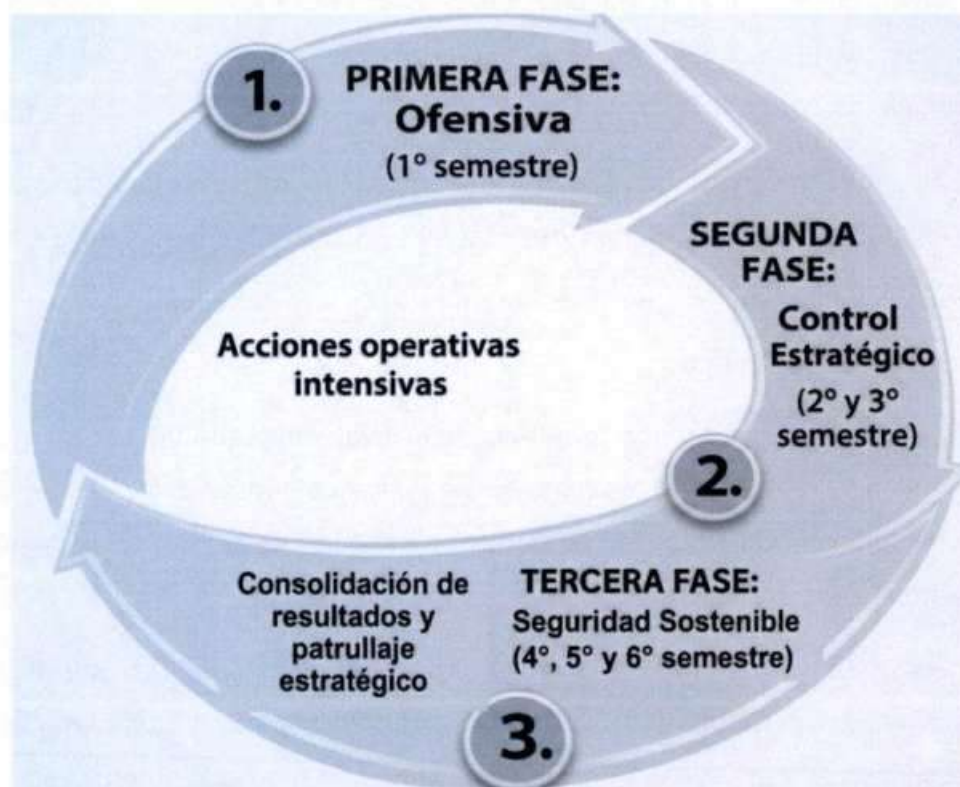 1.
PRIMERA FASE:
Ofensiva
(1° semestre)
SEGUNDA
FASE:
Control
Estratégico
(2° y 3°
semestre)
Acciones operativas
intensivas
2.
Consolidación de
resultados y
patrullaje
estratégico
TERCERA FASE:
Seguridad Sostenible
(4°, 5° y 6° semestre)
3.